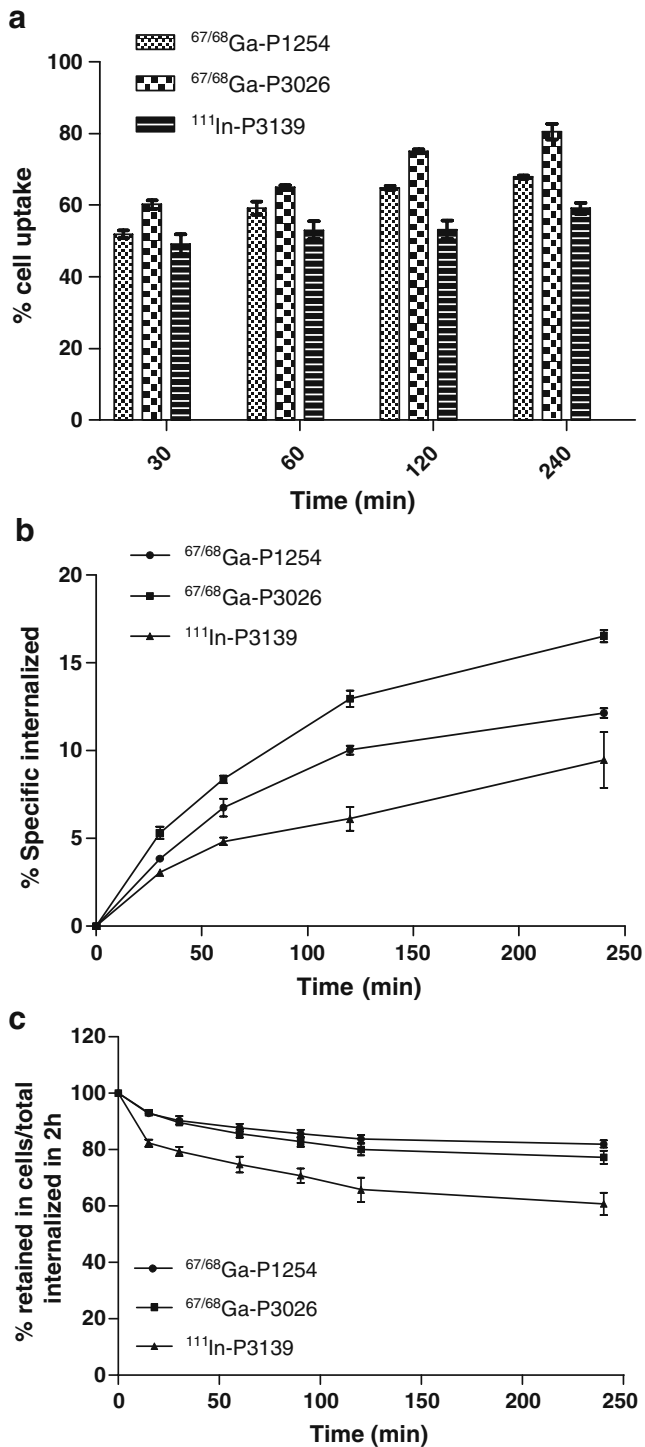 a
67/68Ga-P1254
67/68Ga-P3026
111In-P3139
100
80
60
40
20
0
% cell uptake
30
60
120
240
Time (min)
b
67/68Ga-P1254
67/68Ga-P3026
111In-P3139
20
15
10
5
0
% Specific internalized
0
50
100
150
200
250
Time (min)
c
120
100
80
60
40
20
0
% retained in cells/total
internalized in 2h
67/68Ga-P1254
67/68Ga-P3026
111In-P3139
0
50
100
150
200
250
Time (min)